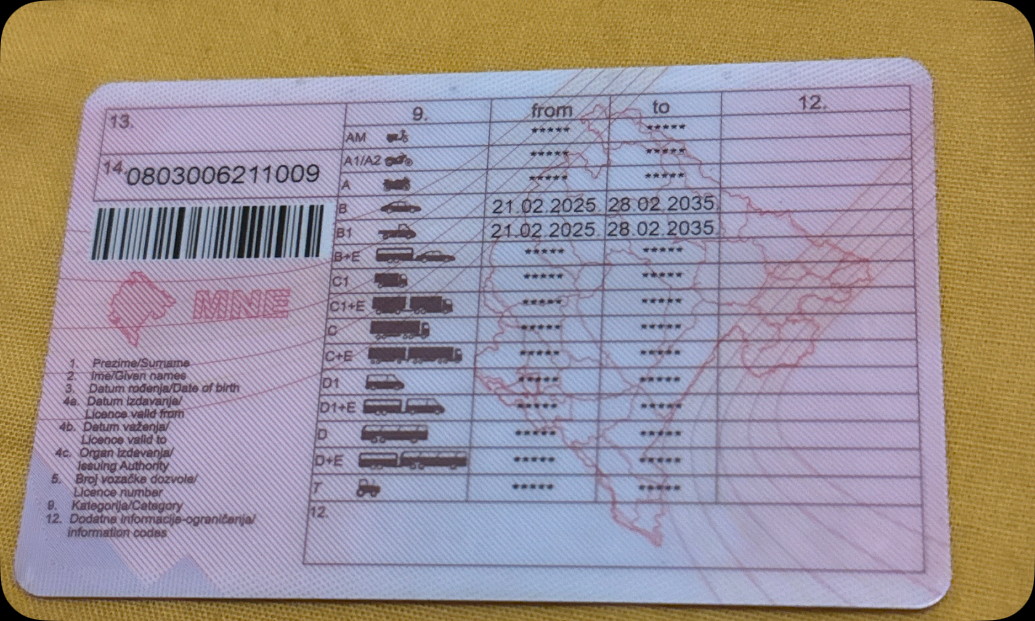 13.
14. 0803006211009
MNE
1. Prezime/Surname
2. Ime/Given names
3. Datum rođenja/Date of birth
4a. Datum izdavanja/
Licence valid from
4b. Datum važenja/
Licence valid to
4c. Organ izdavanja/
Issuing Authority
5. Broj vozačke dozvole/
Licence number
9. Kategorija/Category
12. Dodatne informacije-ograničenja/
information codes
9. from to 12.
AM ***** *****
A1/A2 ***** *****
A ***** *****
B 21.02.2025. 28.02.2035.
B1 21.02.2025. 28.02.2035.
B+E ***** *****
C1 ***** *****
C1+E ***** *****
C ***** *****
C+E ***** *****
D1 ***** *****
D1+E ***** *****
D ***** *****
D+E ***** *****
T ***** *****
12.